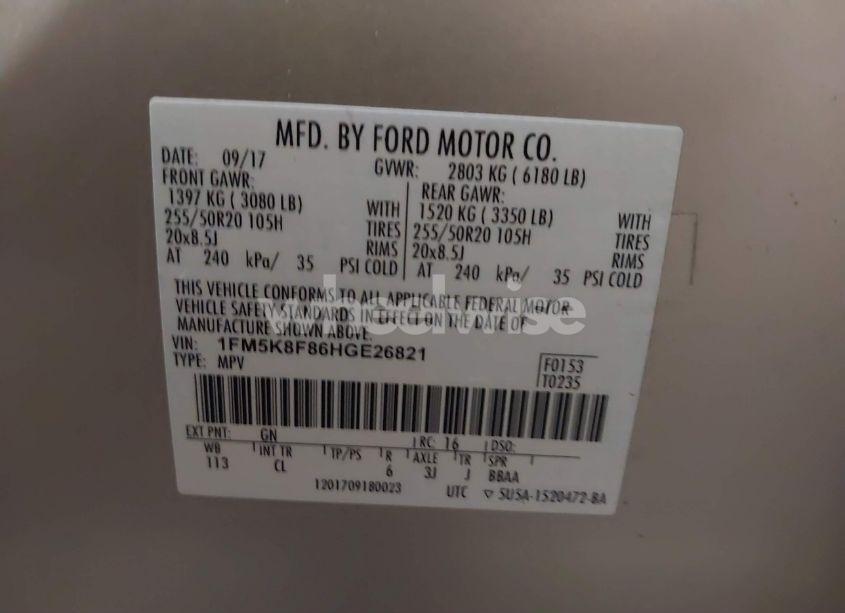 MFD. BY FORD MOTOR CO.
DATE: 09/17 GVWR: 2803 KG ( 6180 LB)
FRONT GAWR: REAR GAWR:
1397 KG ( 3080 LB) WITH 1520 KG ( 3350 LB) WITH
255/50R20 105H TIRES 255/50R20 105H TIRES
20x8.5J RIMS 20x8.5J RIMS
AT 240 kPa/ 35 PSI COLD AT 240 kPa/ 35 PSI COLD
THIS VEHICLE CONFORMS TO ALL APPLICABLE FEDERAL MOTOR
VEHICLE SAFETY STANDARDS IN EFFECT ON THE DATE OF
MANUFACTURE SHOWN ABOVE.
VIN: 1FM5K8F86HGE26821
TYPE: MPV
F0153
T0235
EXT PNT: GN RC: 16 DSO:
WB INT TR TP/PS R AXLE TR SPR
113 CL 6 3J J BBAA
1201709180023 UTC ▽ 5U5A-1520472-BA